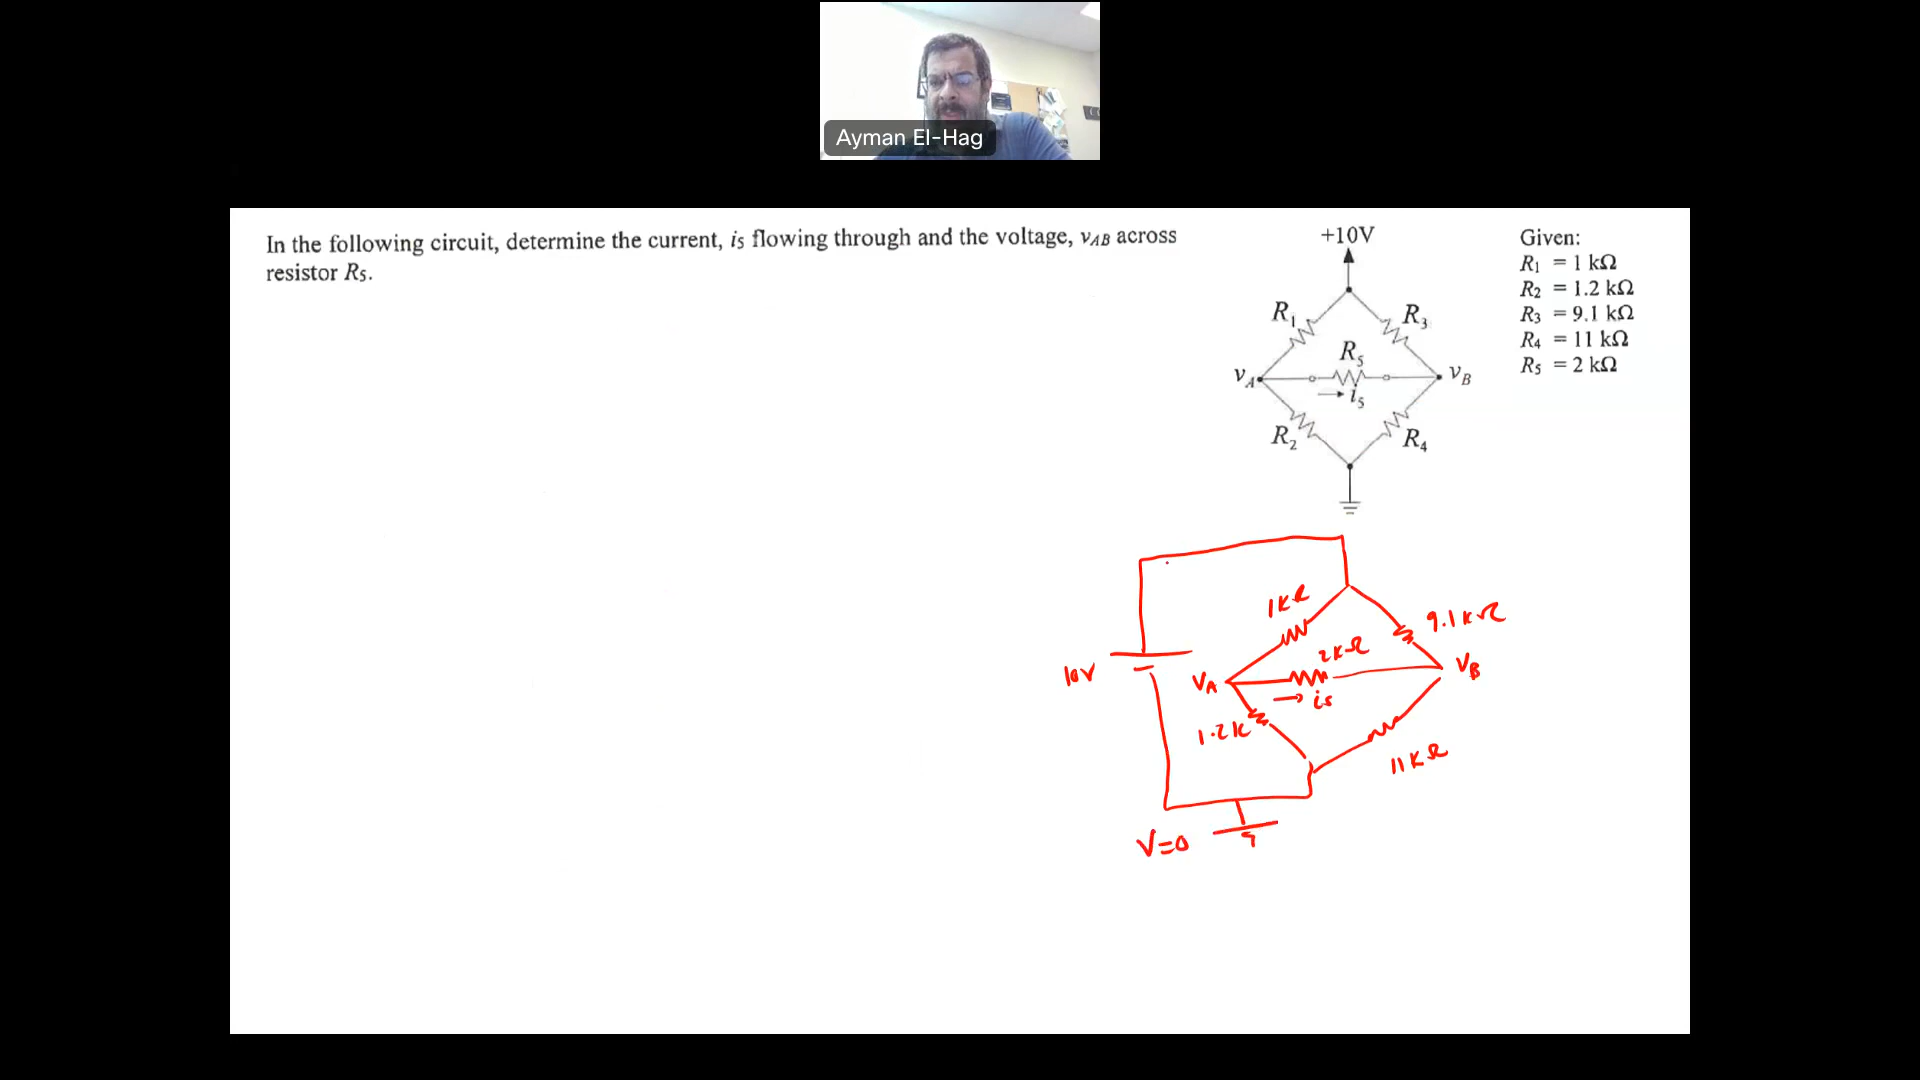 Ayman El-Hag
In the following circuit, determine the current, i5 flowing through and the voltage, vAB across
resistor R5.
+10V
R1
R3
R5
vA
vB
i5
R2
R4
Given:
R1 = 1 kΩ
R2 = 1.2 kΩ
R3 = 9.1 kΩ
R4 = 11 kΩ
R5 = 2 kΩ
1kΩ
9.1kΩ
2kΩ
10V
VA
VB
i5
1.2k
11kΩ
V=0